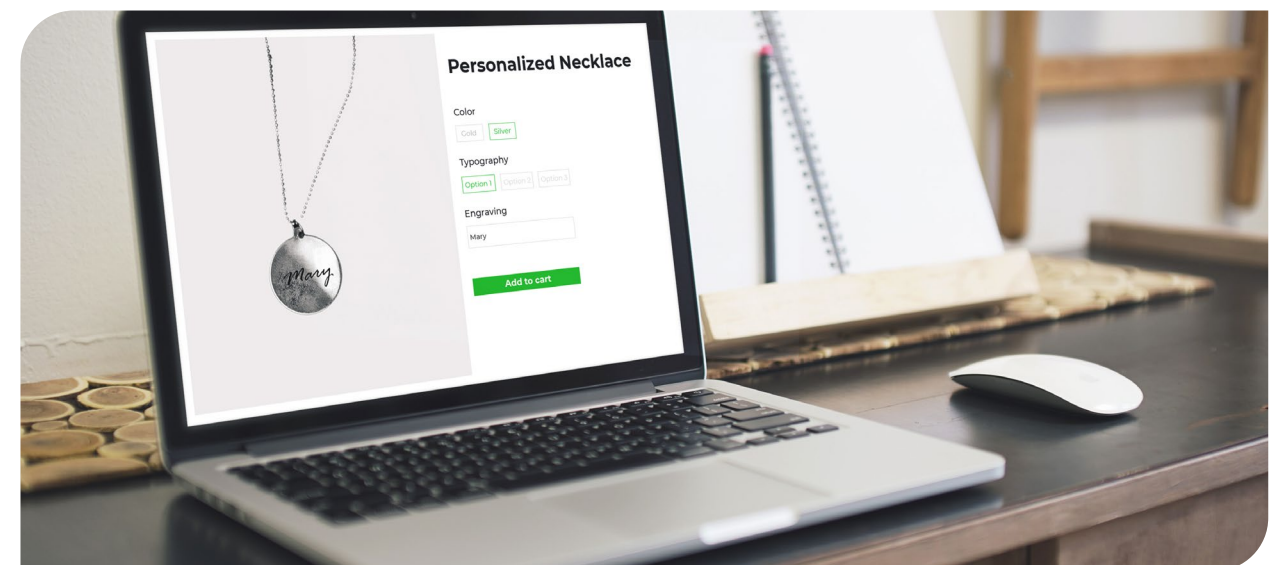 Personalized Necklace
Color
Gold Silver
Typography
Option 1 Option 2 Option 3
Engraving
Mary
Add to cart
Mary